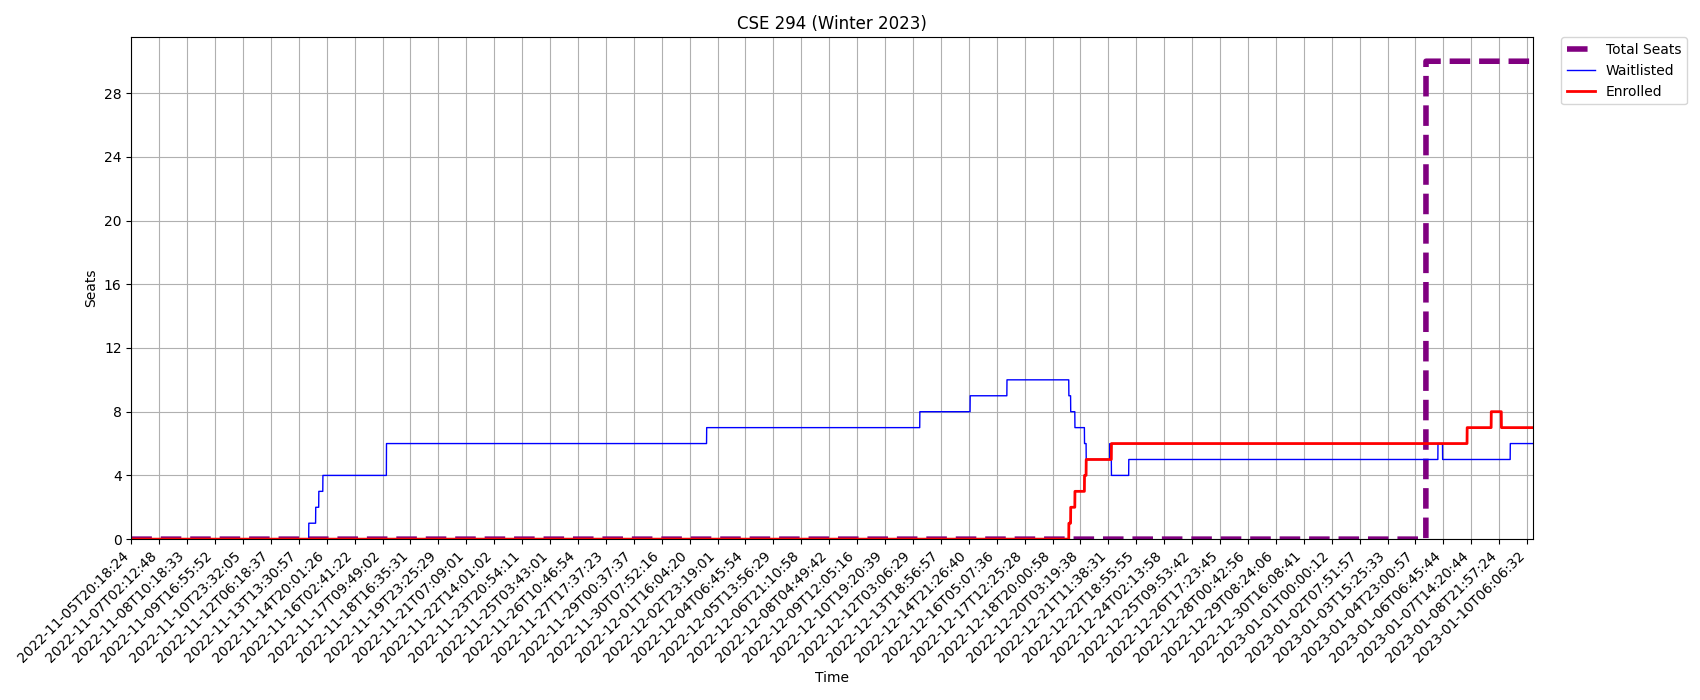 CSE 294 (Winter 2023)
Total Seats
Waitlisted
Enrolled
Seats
28
24
20
16
12
8
4
0
2022-11-05T20:18:24
2022-11-07T02:12:48
2022-11-08T10:18:33
2022-11-09T16:55:52
2022-11-10T23:32:05
2022-11-12T06:18:37
2022-11-13T13:30:57
2022-11-14T20:01:26
2022-11-16T02:41:22
2022-11-17T09:49:02
2022-11-18T16:35:31
2022-11-19T23:25:29
2022-11-21T07:09:01
2022-11-22T14:01:02
2022-11-23T20:54:11
2022-11-25T03:43:01
2022-11-26T10:46:54
2022-11-27T17:37:23
2022-11-29T00:37:37
2022-11-30T07:52:16
2022-12-01T16:04:20
2022-12-02T23:19:01
2022-12-04T06:45:54
2022-12-05T13:56:29
2022-12-06T21:10:58
2022-12-08T04:49:42
2022-12-09T12:05:16
2022-12-10T19:20:39
2022-12-12T03:06:29
2022-12-13T18:56:57
2022-12-14T21:26:40
2022-12-16T05:07:36
2022-12-17T12:25:28
2022-12-18T20:00:58
2022-12-20T03:19:38
2022-12-21T11:38:31
2022-12-22T18:55:55
2022-12-24T02:13:58
2022-12-25T09:53:42
2022-12-26T17:23:45
2022-12-28T00:42:56
2022-12-29T08:24:06
2022-12-30T16:08:41
2023-01-01T00:00:12
2023-01-02T07:51:57
2023-01-03T15:25:33
2023-01-04T23:00:57
2023-01-06T06:45:44
2023-01-07T14:20:44
2023-01-08T21:57:24
2023-01-10T06:06:32
Time